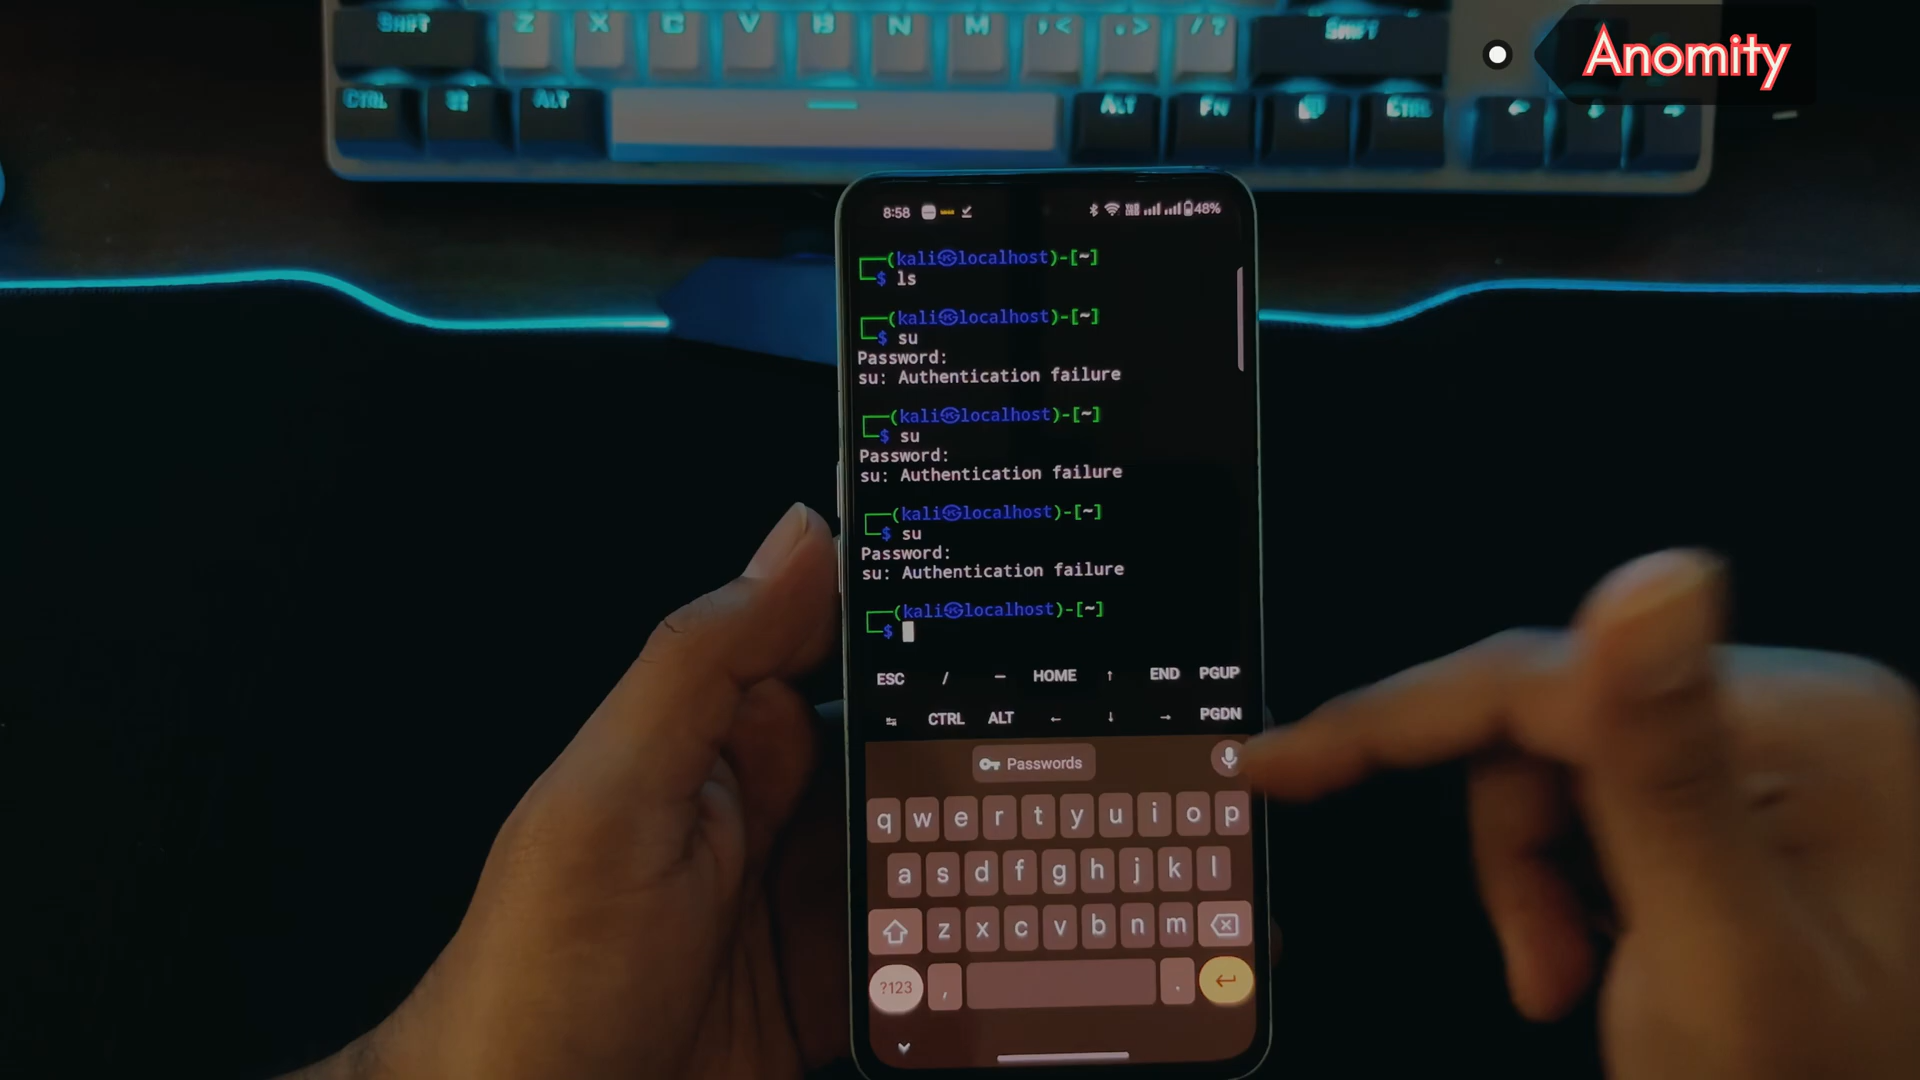 SHIFT Z X C V B N M , < . > / ? SHIFT
CTRL ALT ALT FN CTRL
Anomity
8:58 48%
┌──(kali㉿localhost)-[~]
└─$ ls
┌──(kali㉿localhost)-[~]
└─$ su
Password:
su: Authentication failure
┌──(kali㉿localhost)-[~]
└─$ su
Password:
su: Authentication failure
┌──(kali㉿localhost)-[~]
└─$ su
Password:
su: Authentication failure
┌──(kali㉿localhost)-[~]
└─$
ESC / — HOME ↑ END PGUP
↹ CTRL ALT ← ↓ → PGDN
Passwords
q w e r t y u i o p
a s d f g h j k l
z x c v b n m
?123 , .